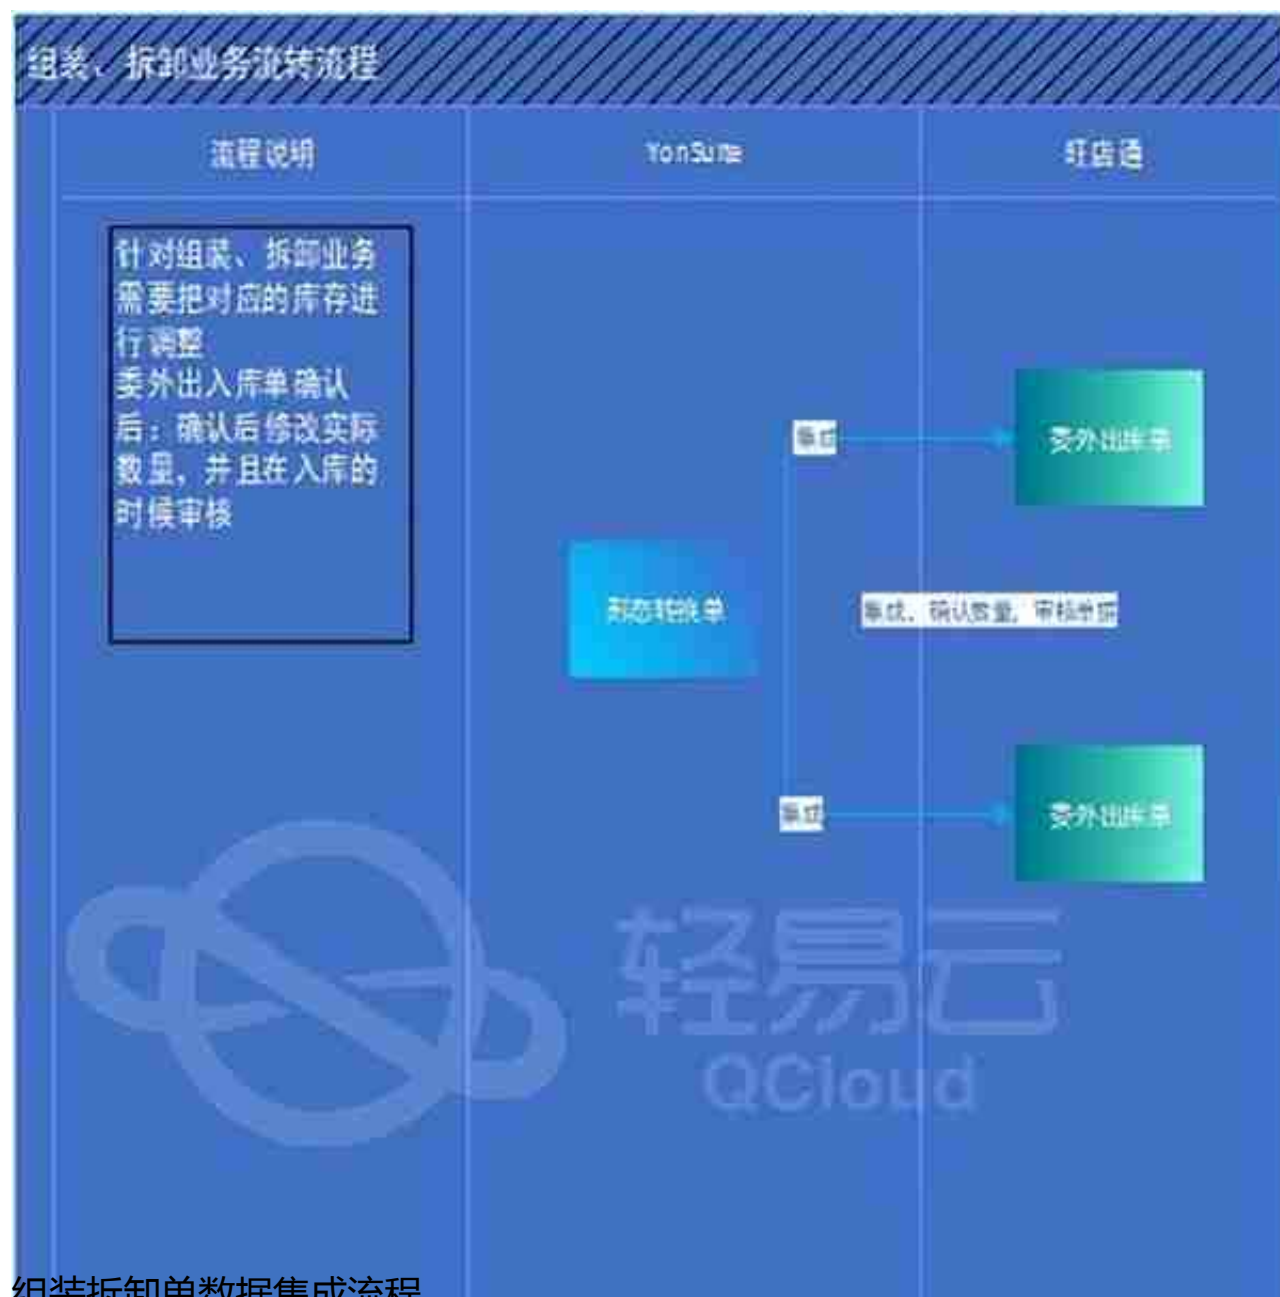 组装、拆卸业务流转流程
流程说明
YonSuite
旺店通
针对组装、拆卸业务
需要把对应的库存进
行调整
委外出入库单确认
后：确认后修改实际
数量，并且在入库的
时候审核
集成
委外出库单
形态转换单
集成、确认数量，审核单据
集成
委外出库单
轻易云
QCloud
组装拆卸单数据集成流程